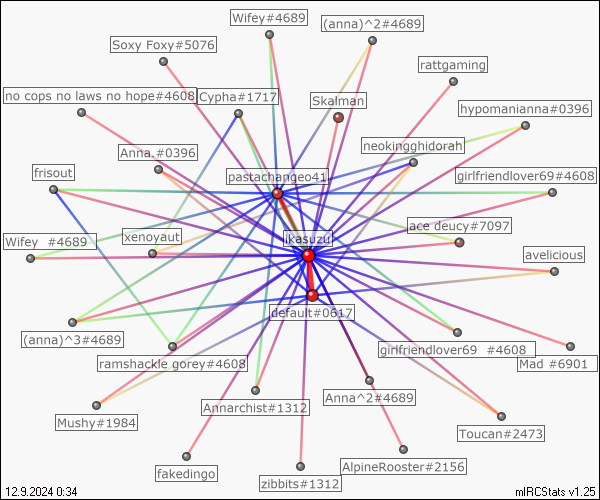 Wifey#4689
(anna)^2#4689
Soxy Foxy#5076
rattgaming
no cops no laws no hope#4608
Cypha#1717
Skalman
hypomanianna#0396
neokingghidorah
Anna.#0396
frisout
pastachangeo41
girlfriendlover69#4608
ace deucy#7097
Wifey  #4689
xenoyaut
ikasuzu
avelicious
default#0617
(anna)^3#4689
girlfriendlover69  #4608
ramshackle gorey#4608
Mad #6901
Anna^2#4689
Annarchist#1312
Mushy#1984
Toucan#2473
AlpineRooster#2156
fakedingo
zibbits#1312
12.9.2024 0:34
mIRCStats v1.25